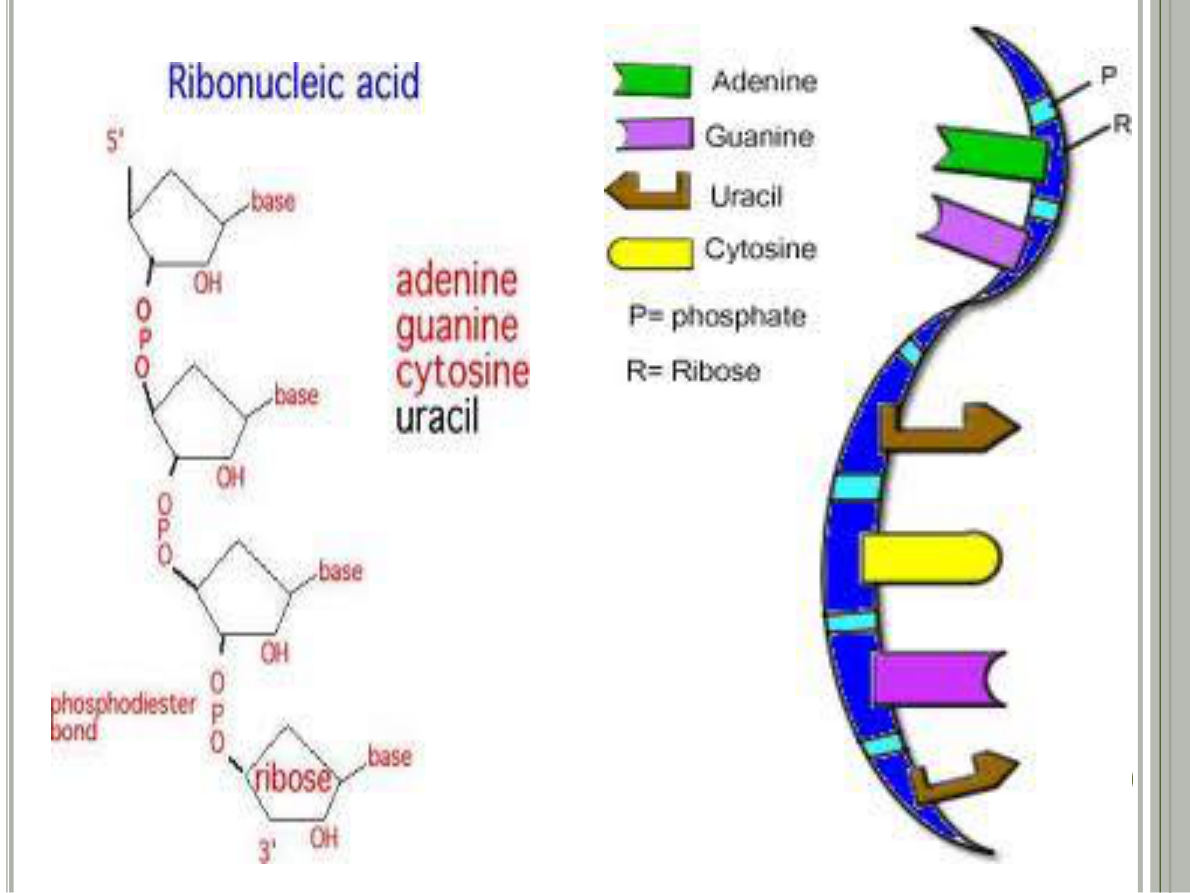 Ribonucleic acid
5'
base
OH
O
P
O
base
OH
O
P
O
base
OH
phosphodiester
bond
O
P
O
ribose
base
OH
3'
adenine
guanine
cytosine
uracil
Adenine
Guanine
Uracil
Cytosine
P= phosphate
R= Ribose
P
R